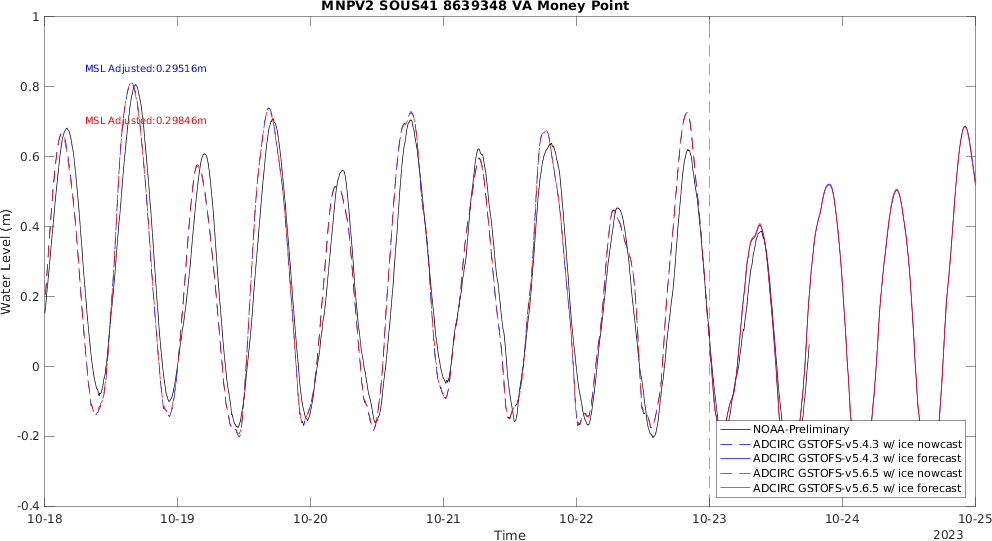 MNPV2 SOUS41 8639348 VA Money Point
1
MSL Adjusted:0.29516m
0.8
MSL Adjusted:0.29846m
0.6
0.4
Water Level (m)
0.2
0
-0.2
NOAA-Preliminary
ADCIRC GSTOFS-v5.4.3 w/ ice nowcast
ADCIRC GSTOFS-v5.4.3 w/ ice forecast
ADCIRC GSTOFS-v5.6.5 w/ ice nowcast
ADCIRC GSTOFS-v5.6.5 w/ ice forecast
-0.4
10-18 10-19 10-20 10-21 10-22 10-23 10-24 10-25
Time
2023